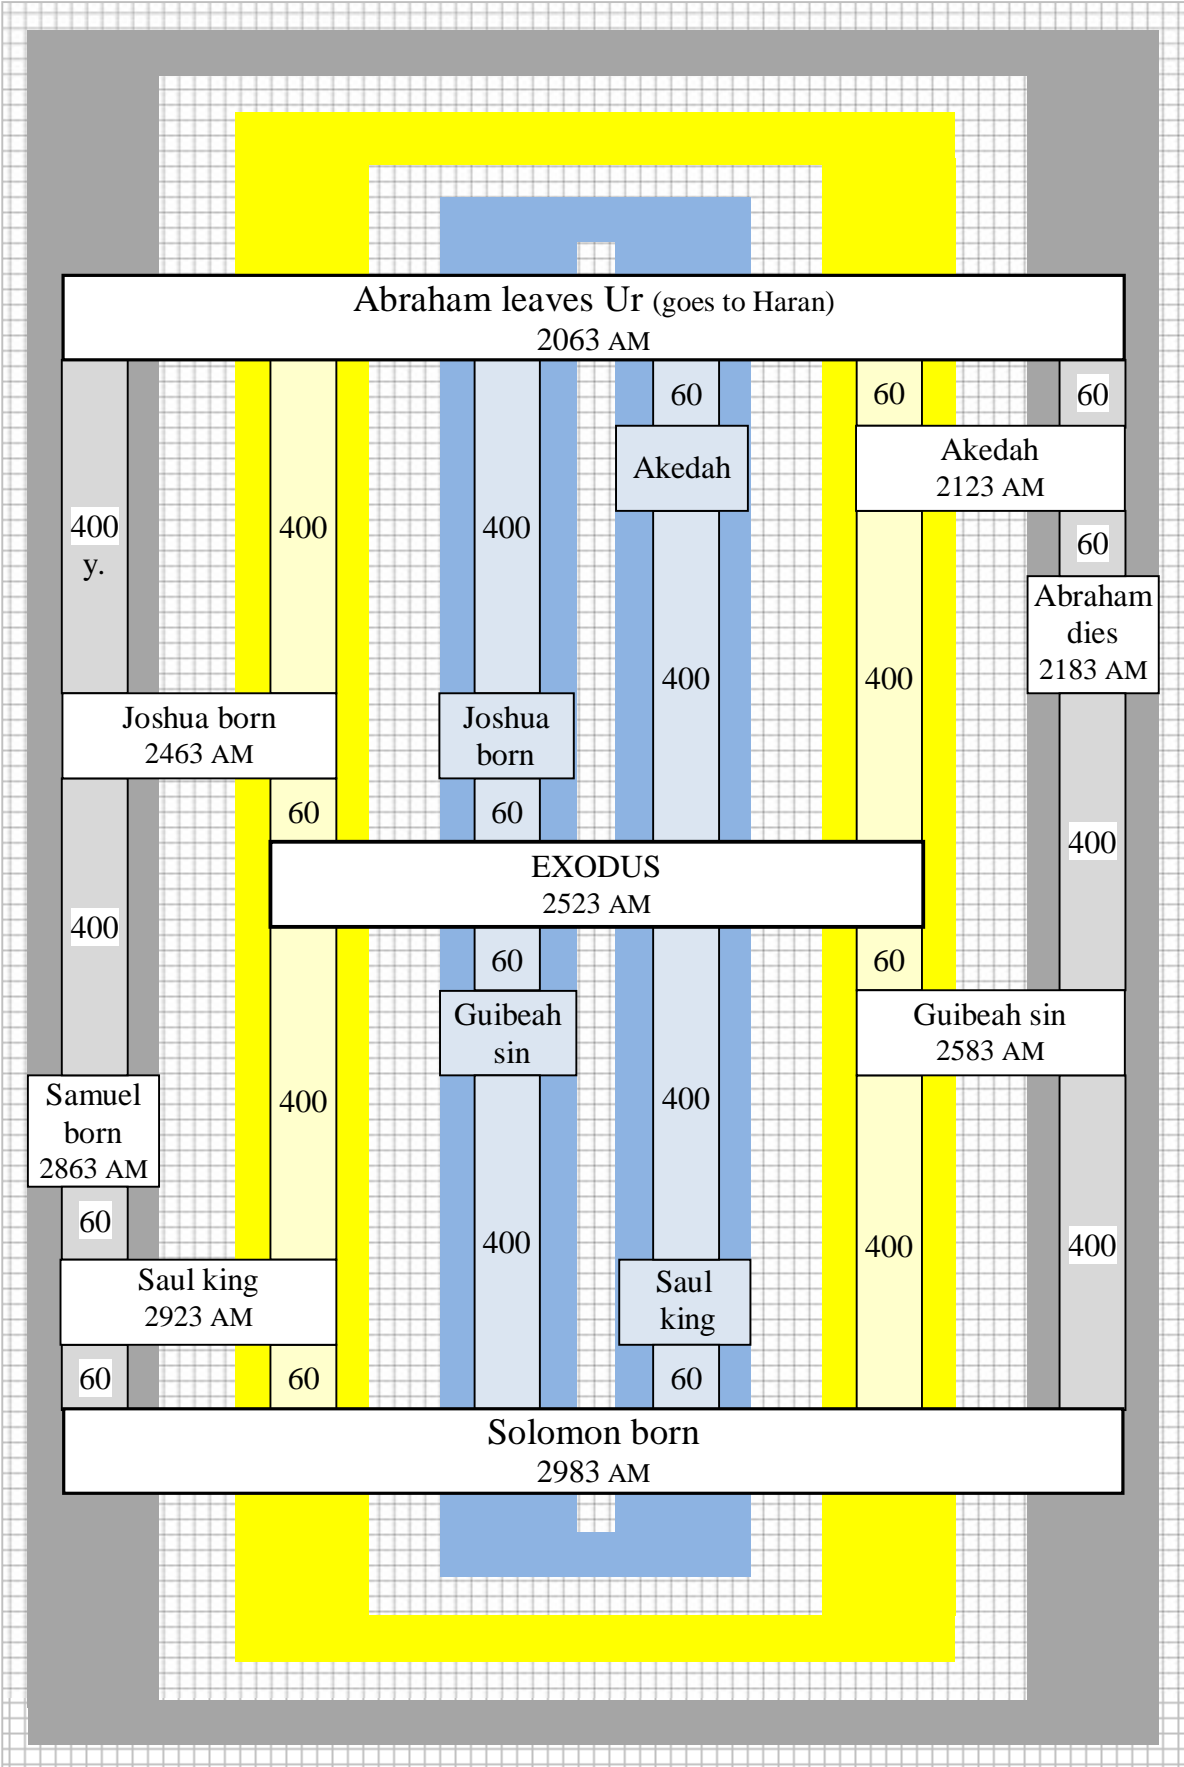 Abraham leaves Ur (goes to Haran)
2063 AM
60
60
60
Akedah
Akedah
2123 AM
400
y.
400
400
60
Abraham
dies
2183 AM
400
400
Joshua born
2463 AM
Joshua
born
60
60
400
EXODUS
2523 AM
400
60
60
Guibeah
sin
Guibeah sin
2583 AM
Samuel
born
2863 AM
400
400
60
400
400
400
Saul king
2923 AM
Saul
king
60
60
60
Solomon born
2983 AM